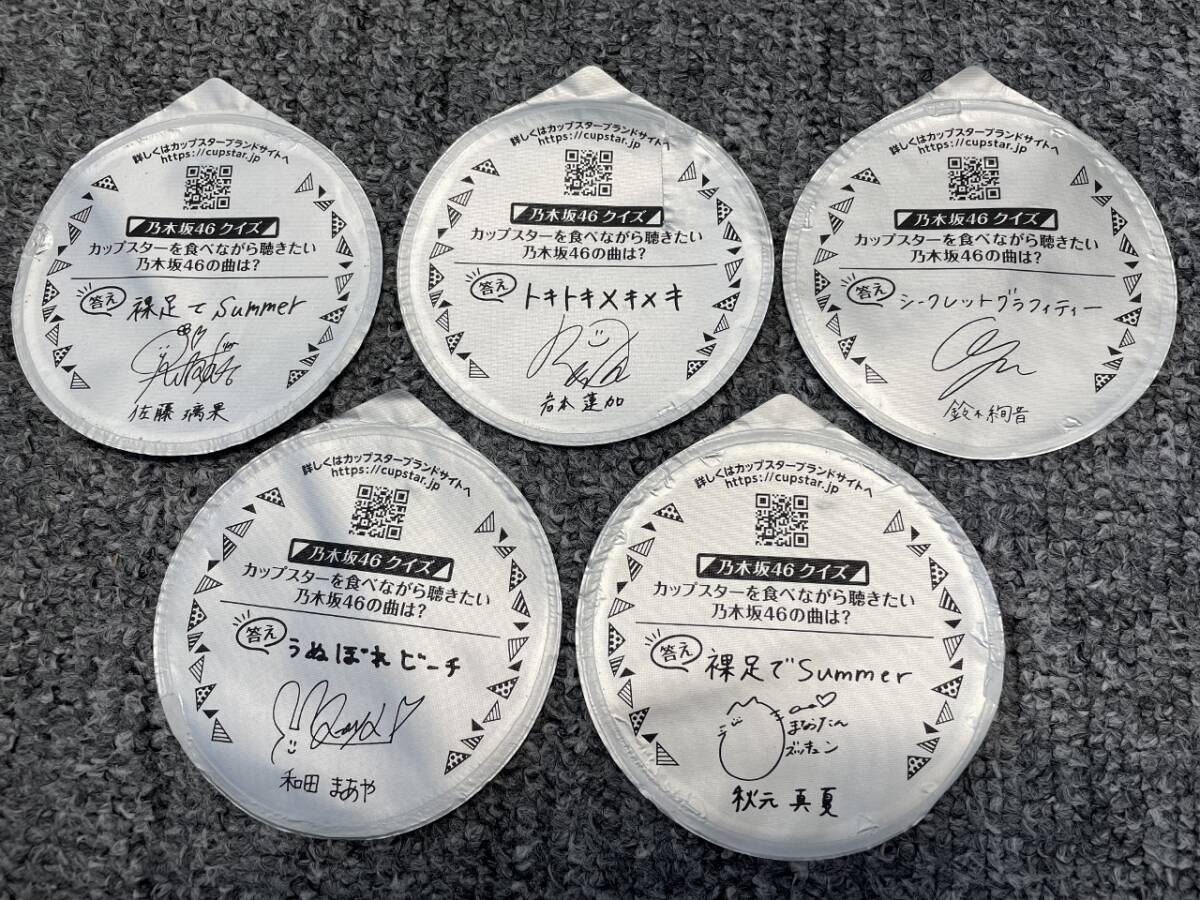 詳しくはカップスターブランドサイトへ
https://cupstar.jp
乃木坂46 クイズ
カップスターを食べながら聴きたい
乃木坂46の曲は?
答え
裸足でSummer
佐藤璃果
詳しくはカップスターブランドサイトへ
https://cupstar.jp
乃木坂46 クイズ
カップスターを食べながら聴きたい
乃木坂46の曲は?
答え
トキトキメキメキ
岩本蓮加
詳しくはカップスターブランドサイトへ
https://cupstar.jp
乃木坂46 クイズ
カップスターを食べながら聴きたい
乃木坂46の曲は?
答え
シークレットグラフィティー
鈴木絢音
詳しくはカップスターブランドサイトへ
https://cupstar.jp
乃木坂46 クイズ
カップスターを食べながら聴きたい
乃木坂46の曲は?
答え
うぬぼれビーチ
和田まあや
詳しくはカップスターブランドサイトへ
https://cupstar.jp
乃木坂46 クイズ
カップスターを食べながら聴きたい
乃木坂46の曲は?
答え
裸足でSummer
まなったん
ズッキュン
秋元真夏